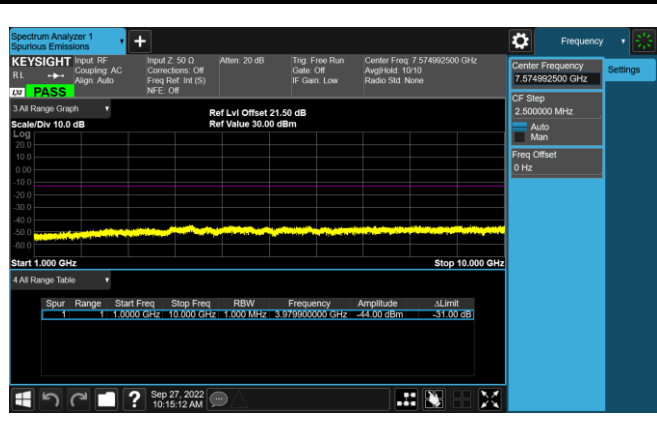 Spectrum Analyzer 1
Spurious Emissions
Frequency
KEYSIGHT
R L
LXI
PASS
Input: RF
Coupling: AC
Align: Auto
Input Z: 50 Ω
Corrections: Off
Freq Ref: Int (S)
NFE: Off
Atten: 20 dB
Trig: Free Run
Gate: Off
IF Gain: Low
Center Freq: 7.574992500 GHz
Avg|Hold: 10/10
Radio Std: None
Center Frequency
7.574992500 GHz
Settings
CF Step
2.500000 MHz
Auto
Man
Freq Offset
0 Hz
3 All Range Graph
Scale/Div 10.0 dB
Ref Lvl Offset 21.50 dB
Ref Value 30.00 dBm
Log
20.0
10.0
0.00
-10.0
-20.0
-30.0
-40.0
-50.0
-60.0
Start 1.000 GHz
Stop 10.000 GHz
4 All Range Table
Spur Range Start Freq Stop Freq RBW Frequency Amplitude ΔLimit
1 1 1.0000 GHz 10.000 GHz 1.000 MHz 3.979900000 GHz -44.00 dBm -31.00 dB
?
Sep 27, 2022
10:15:12 AM